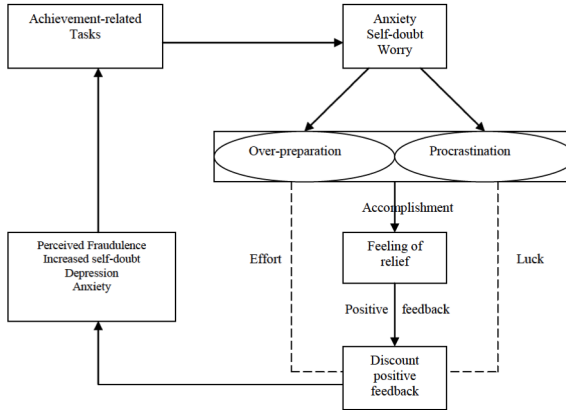 Achievement-related
Tasks
Anxiety
Self-doubt
Worry
Over-preparation
Procrastination
Accomplishment
Perceived Fraudulence
Increased self-doubt
Depression
Anxiety
Effort
Feeling of
relief
Luck
Positive feedback
Discount
positive
feedback